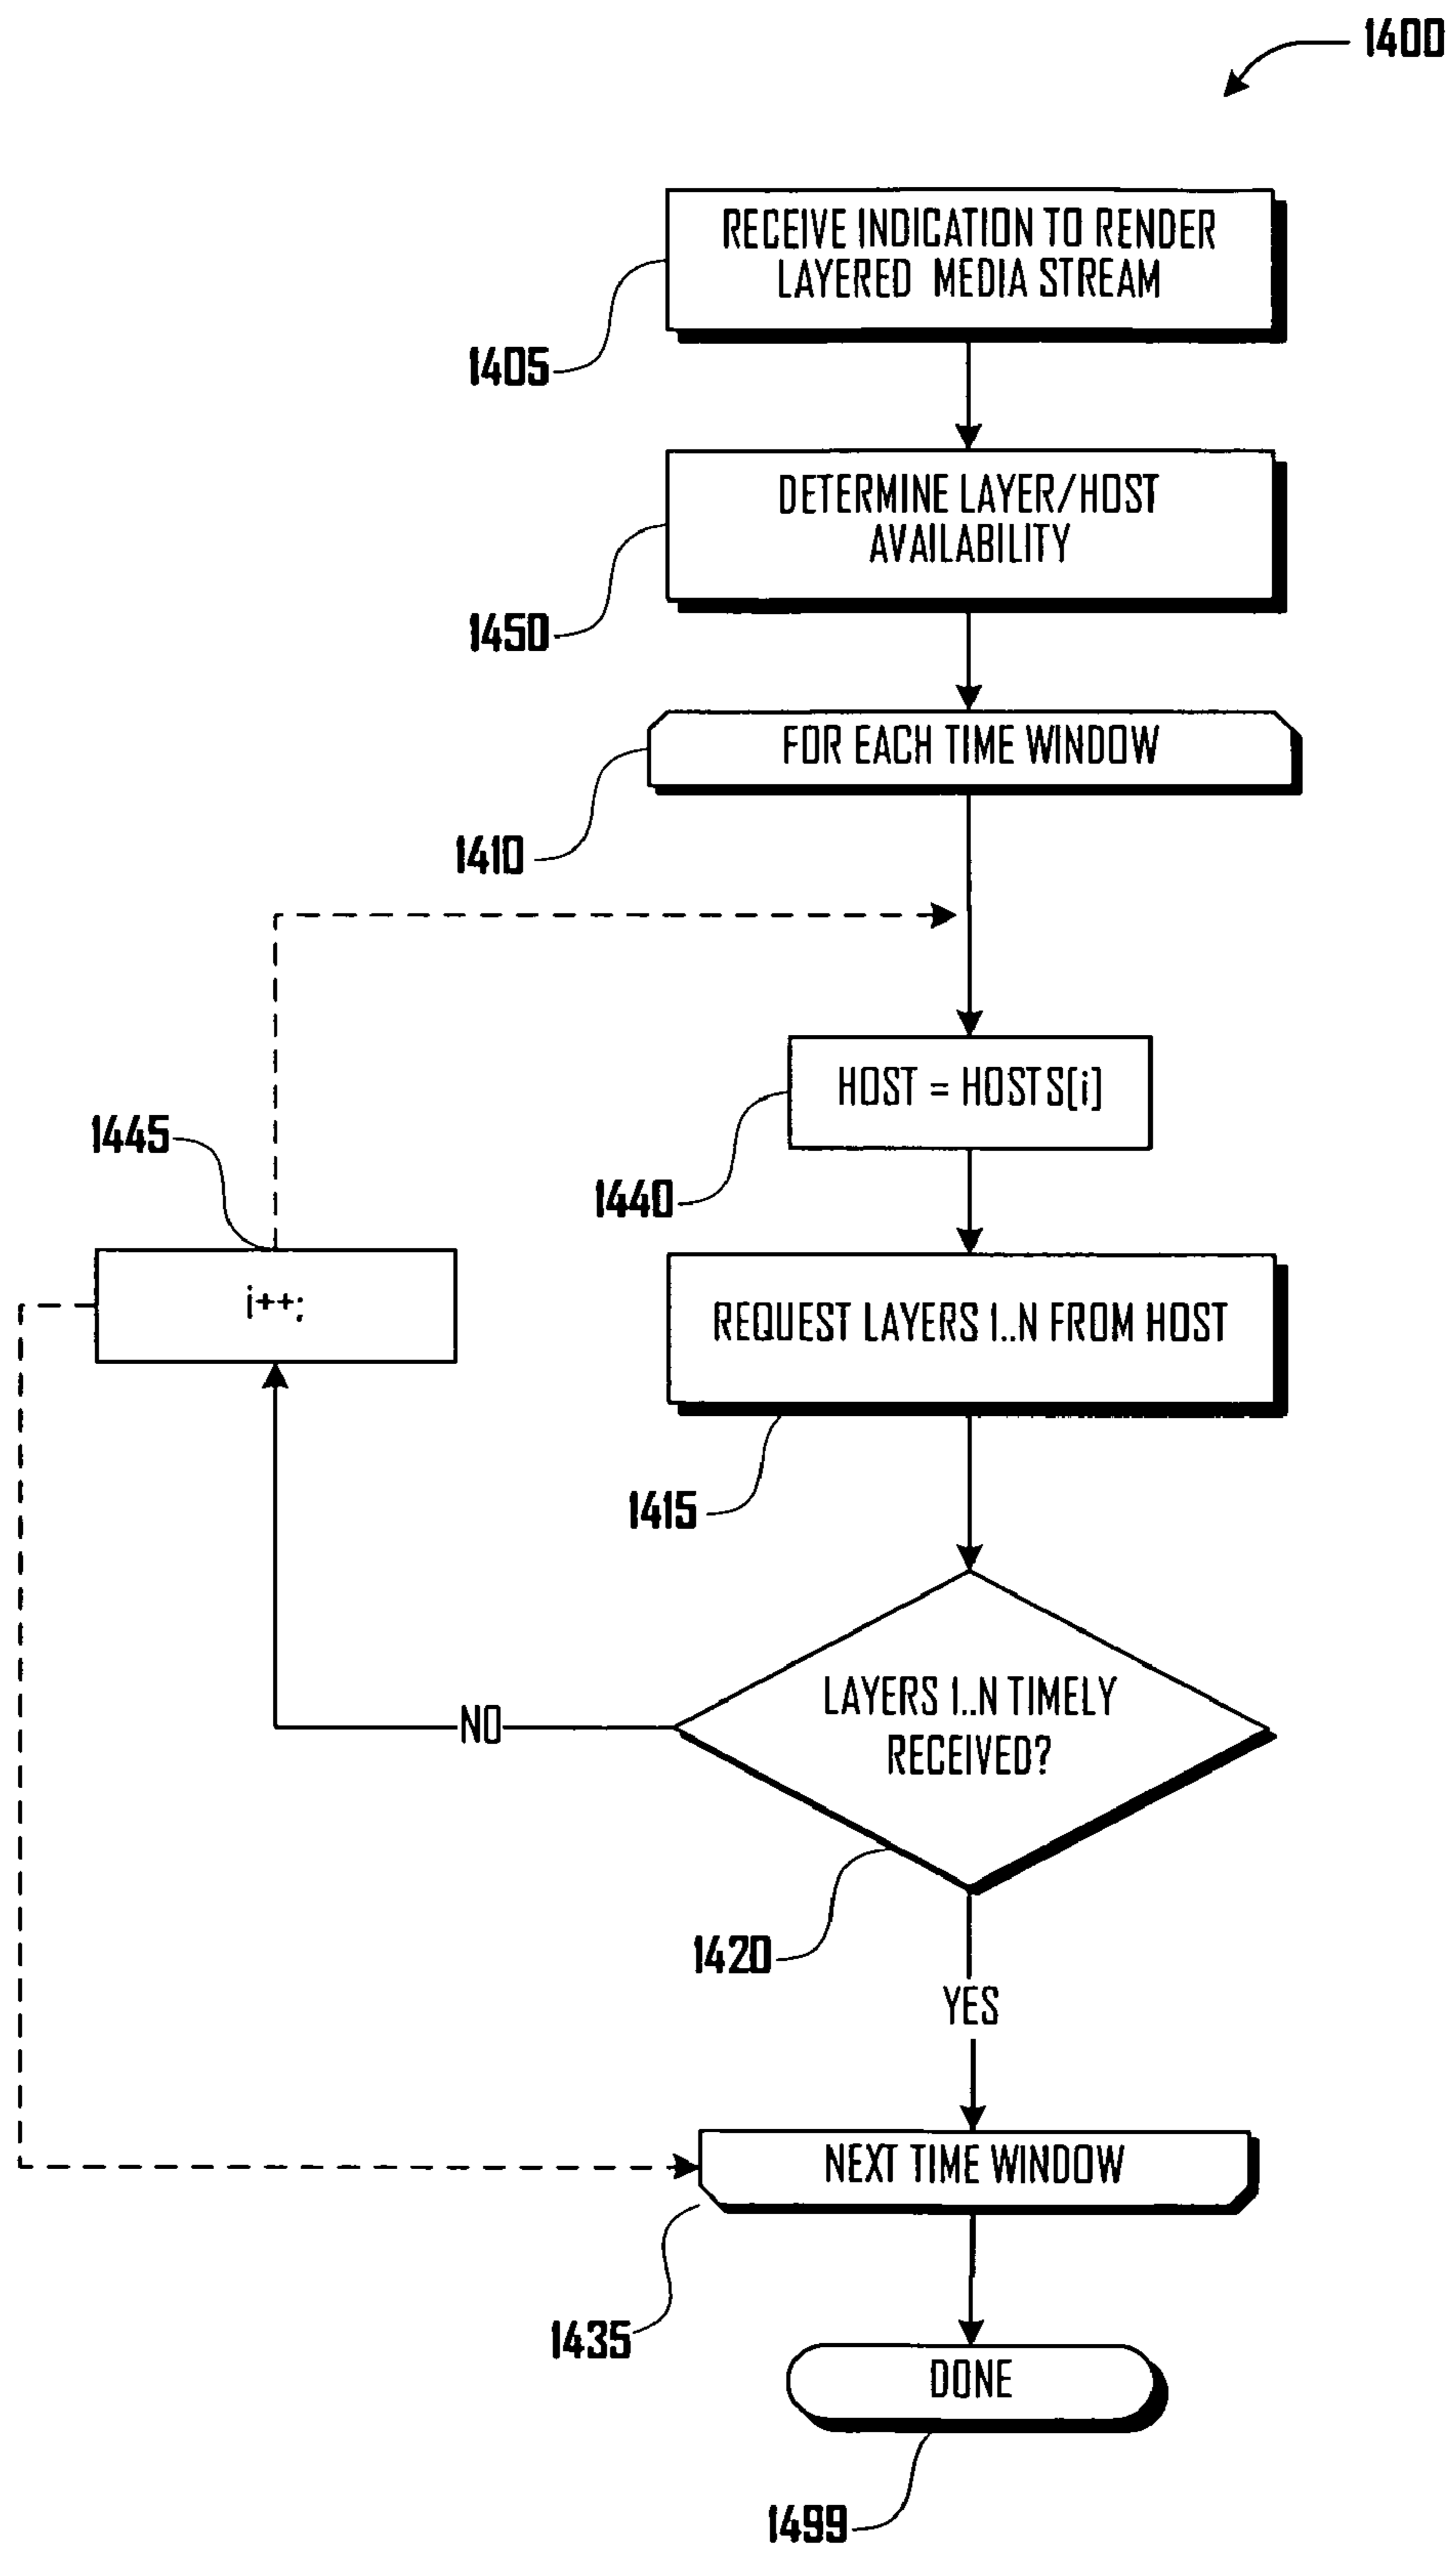 1400
RECEIVE INDICATION TO RENDER
LAYERED MEDIA STREAM
1405
DETERMINE LAYER/HOST
AVAILABILITY
1450
FOR EACH TIME WINDOW
1410
HOST = HOSTS[i]
1445
1440
i++;
REQUEST LAYERS 1..N FROM HOST
1415
LAYERS 1..N TIMELY
RECEIVED?
NO
1420
YES
NEXT TIME WINDOW
1435
DONE
1499